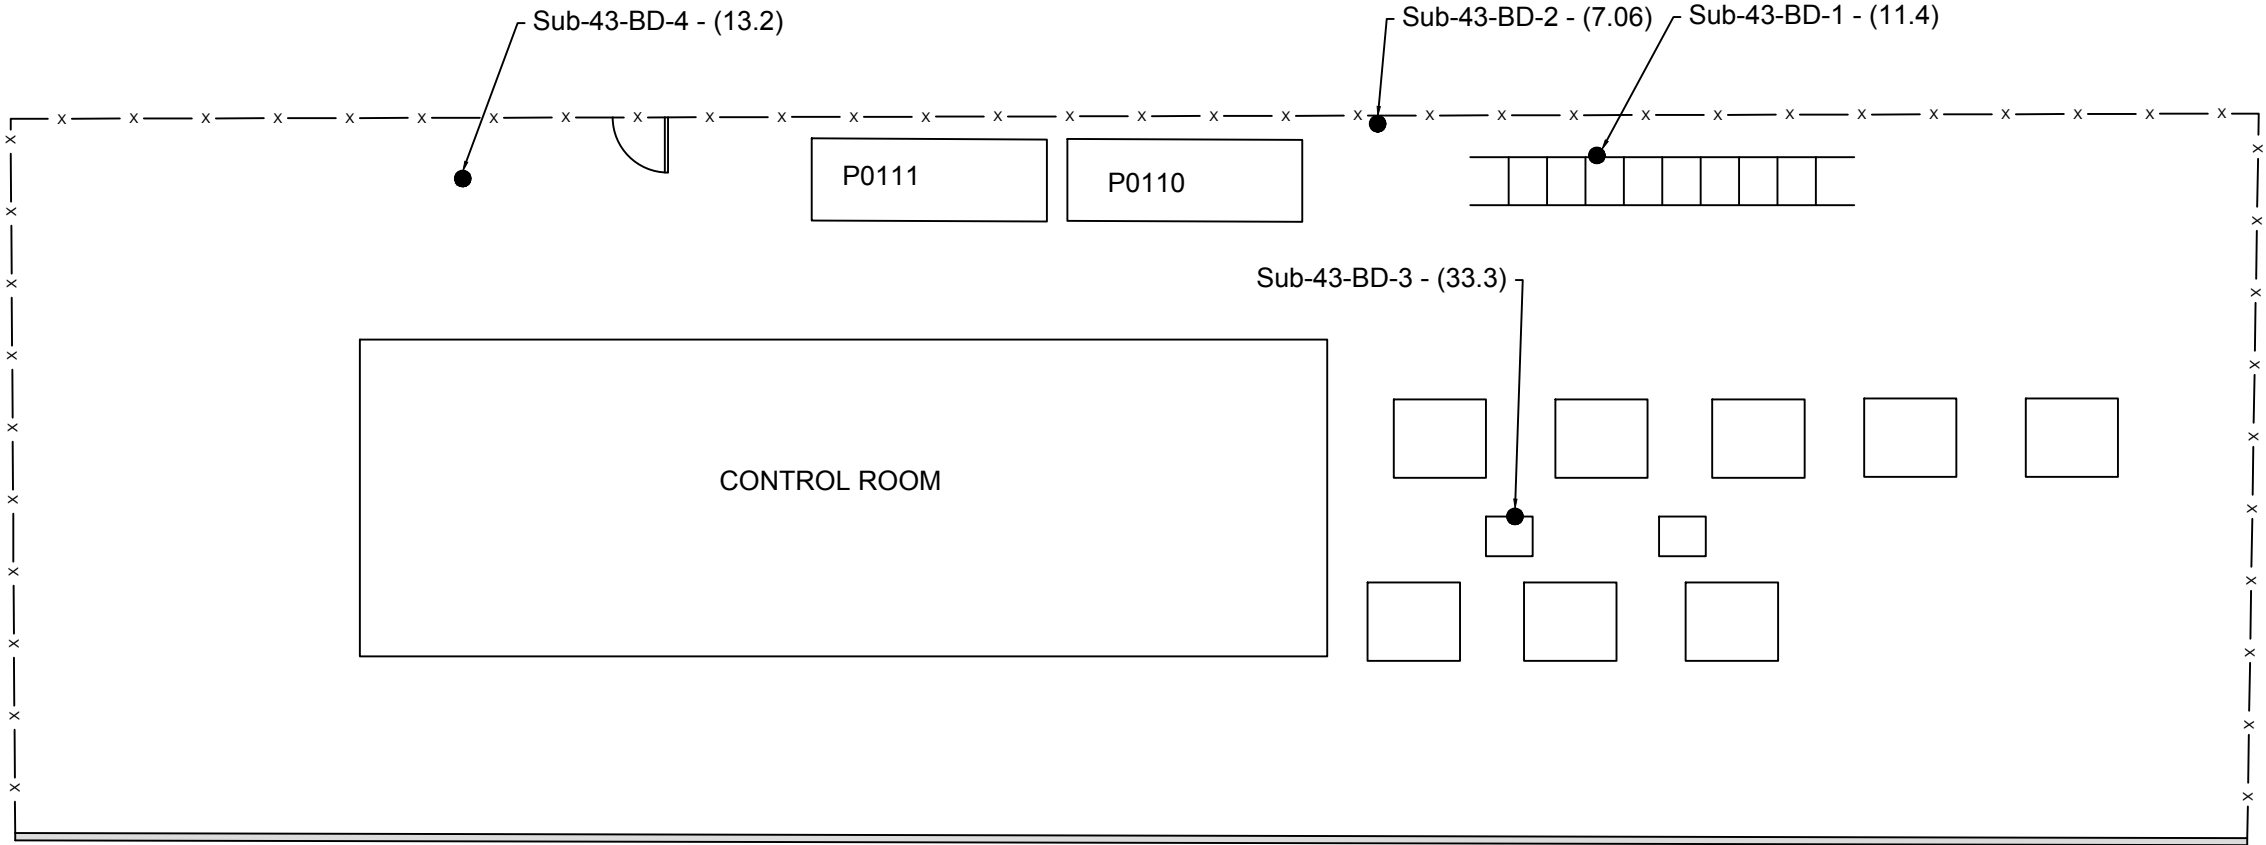 Sub-43-BD-4 - (13.2)
Sub-43-BD-2 - (7.06)
Sub-43-BD-1 - (11.4)
P0111
P0110
Sub-43-BD-3 - (33.3)
CONTROL ROOM